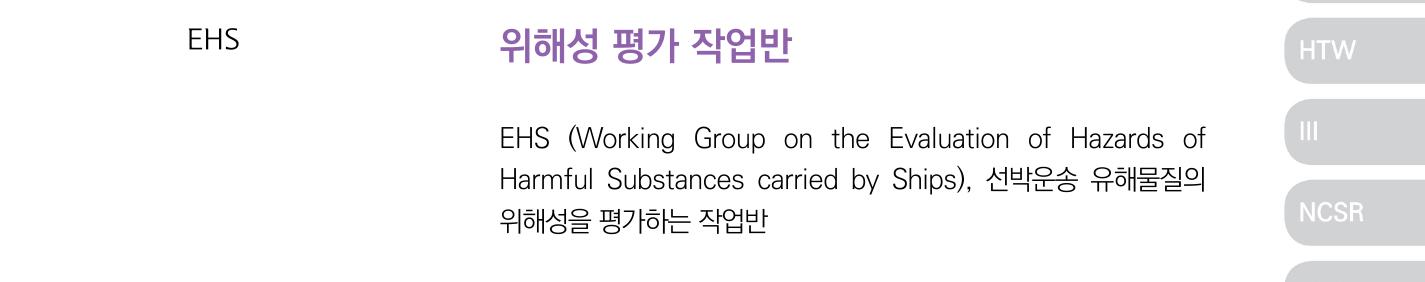 EHS
위해성 평가 작업반
EHS (Working Group on the Evaluation of Hazards of
Harmful Substances carried by Ships), 선박운송 유해물질의
위해성을 평가하는 작업반
HTW
III
NCSR